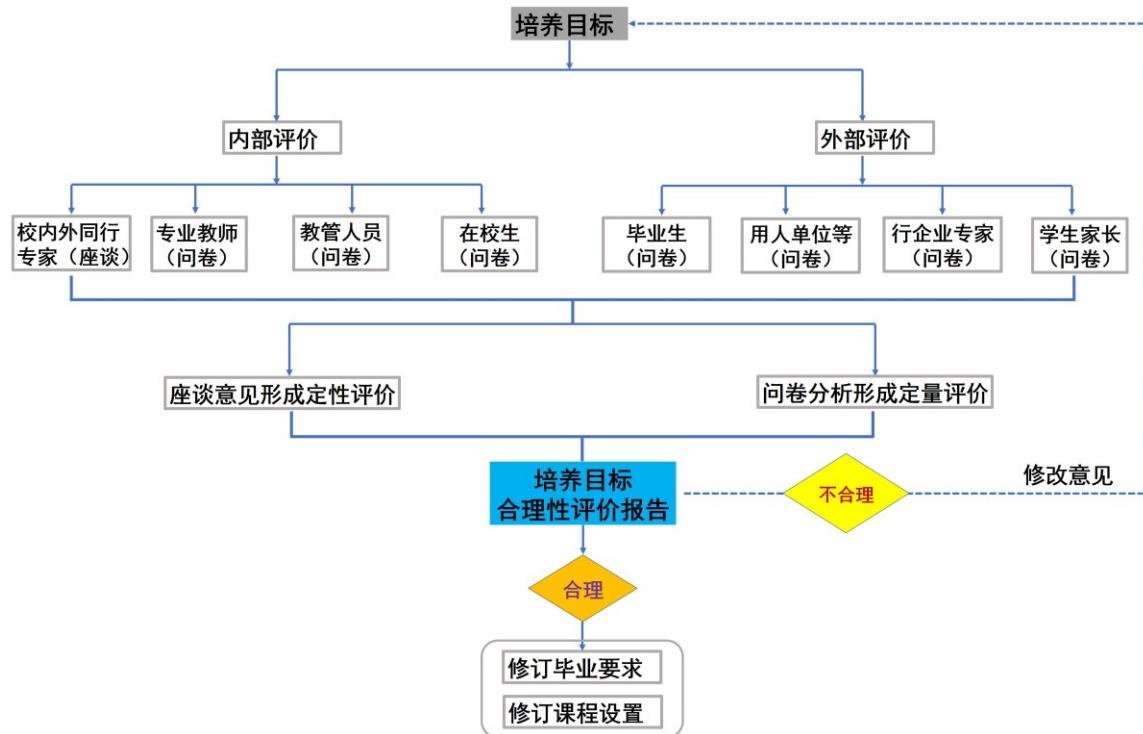 培养目标
内部评价
外部评价
校内外同行
专家（座谈）
专业教师
（问卷）
教管人员
（问卷）
在校生
（问卷）
毕业生
（问卷）
用人单位等
（问卷）
行企业专家
（问卷）
学生家长
（问卷）
座谈意见形成定性评价
问卷分析形成定量评价
培养目标
合理性评价报告
不合理
修改意见
合理
修订毕业要求
修订课程设置